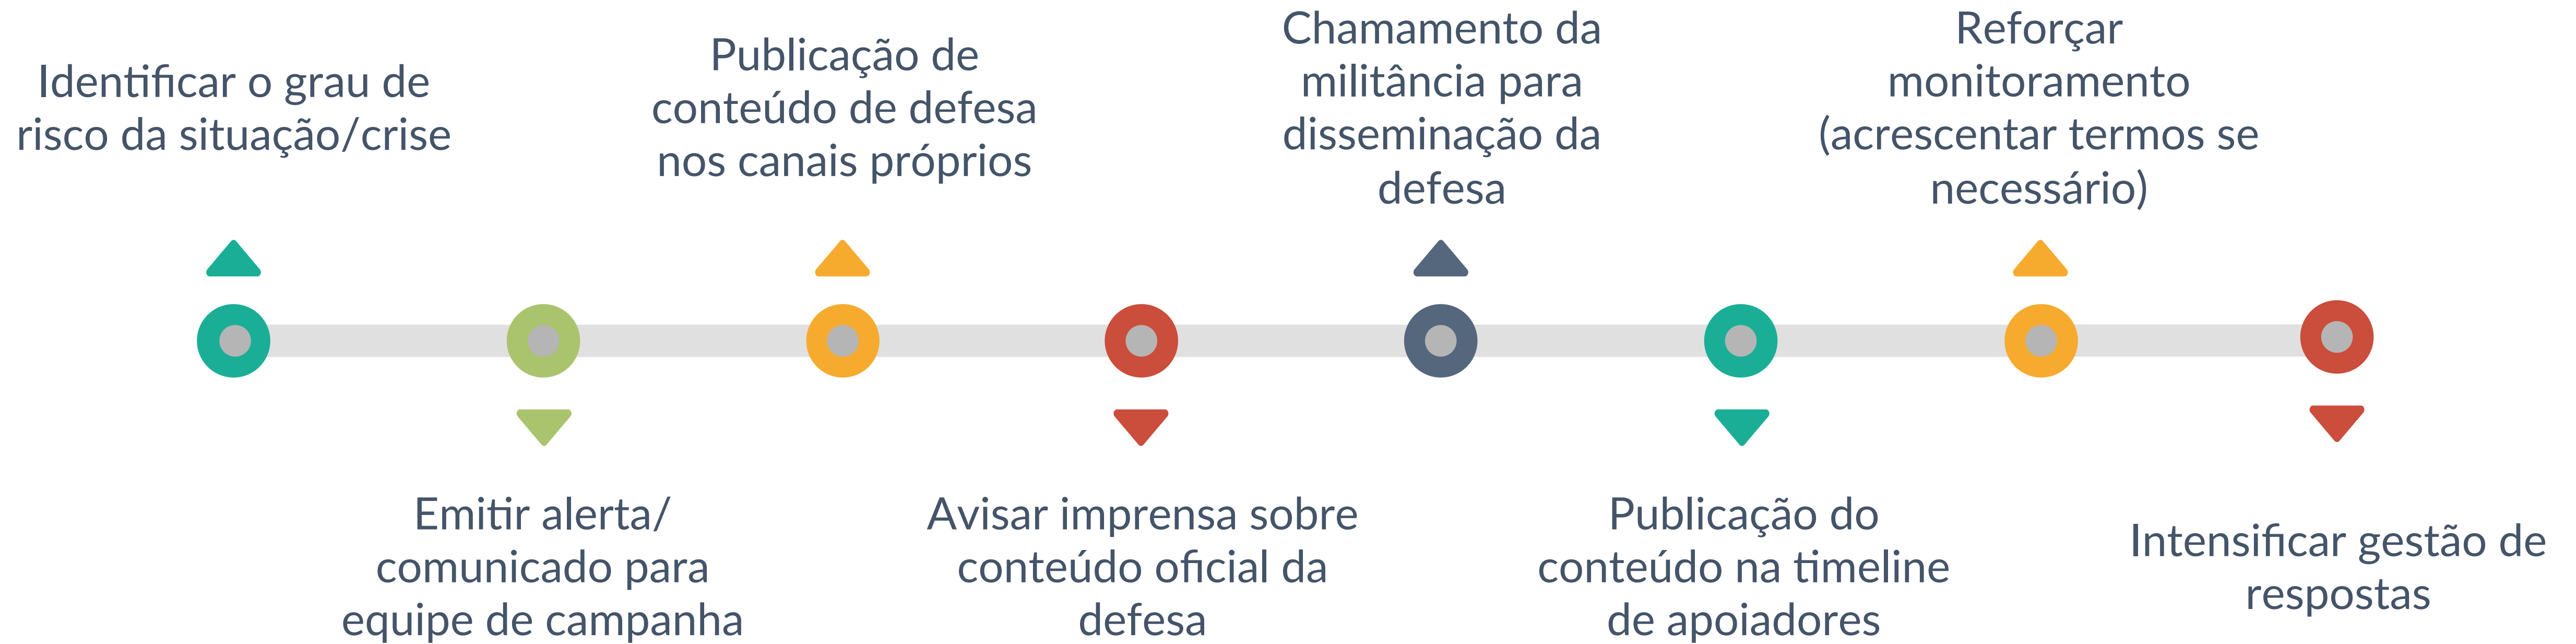 Identificar o grau de
risco da situação/crise
Emitir alerta/
comunicado para
equipe de campanha
Publicação de
conteúdo de defesa
nos canais próprios
Avisar imprensa sobre
conteúdo oficial da
defesa
Chamamento da
militância para
disseminação da
defesa
Publicação do
conteúdo na timeline
de apoiadores
Reforçar
monitoramento
(acrescentar termos se
necessário)
Intensificar gestão de
respostas